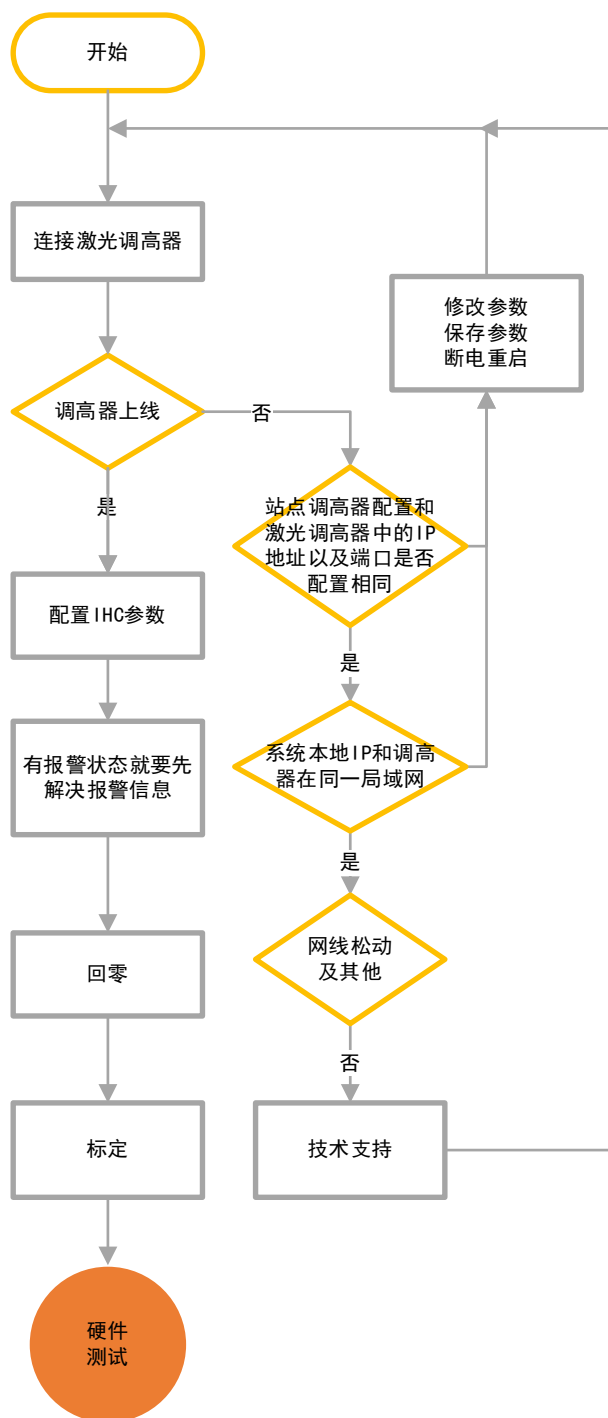 开始
连接激光调高器
修改参数
保存参数
断电重启
调高器上线
否
站点调高器配置和
激光调高器中的IP
地址以及端口是否
配置相同
是
配置IHC参数
是
有报警状态就要先
解决报警信息
系统本地IP和调高
器在同一局域网
是
网线松动
及其他
回零
否
标定
技术支持
硬件
测试